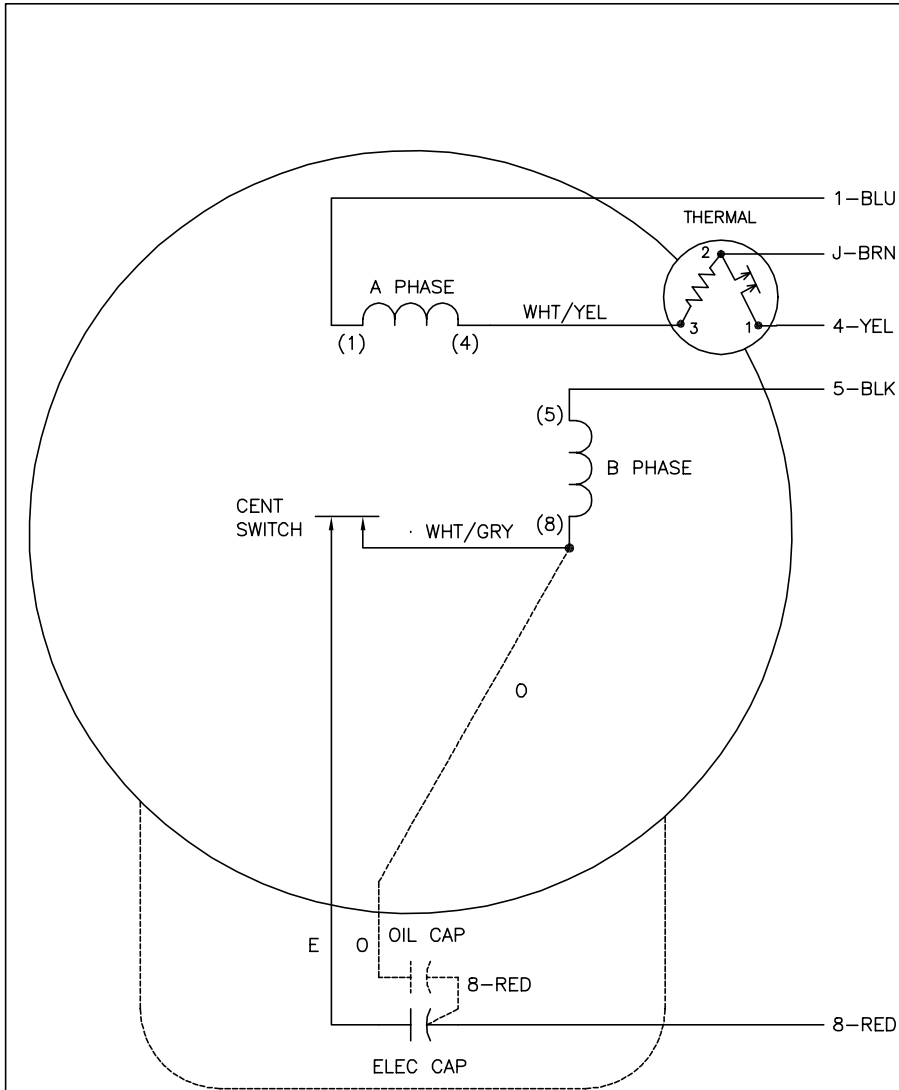 1-BLU
THERMAL
2
J-BRN
A PHASE
WHT/YEL
3
1
4-YEL
(1)
(4)
5-BLK
(5)
B PHASE
CENT
SWITCH
WHT/GRY
(8)
O
E
O
OIL CAP
8-RED
8-RED
ELEC CAP